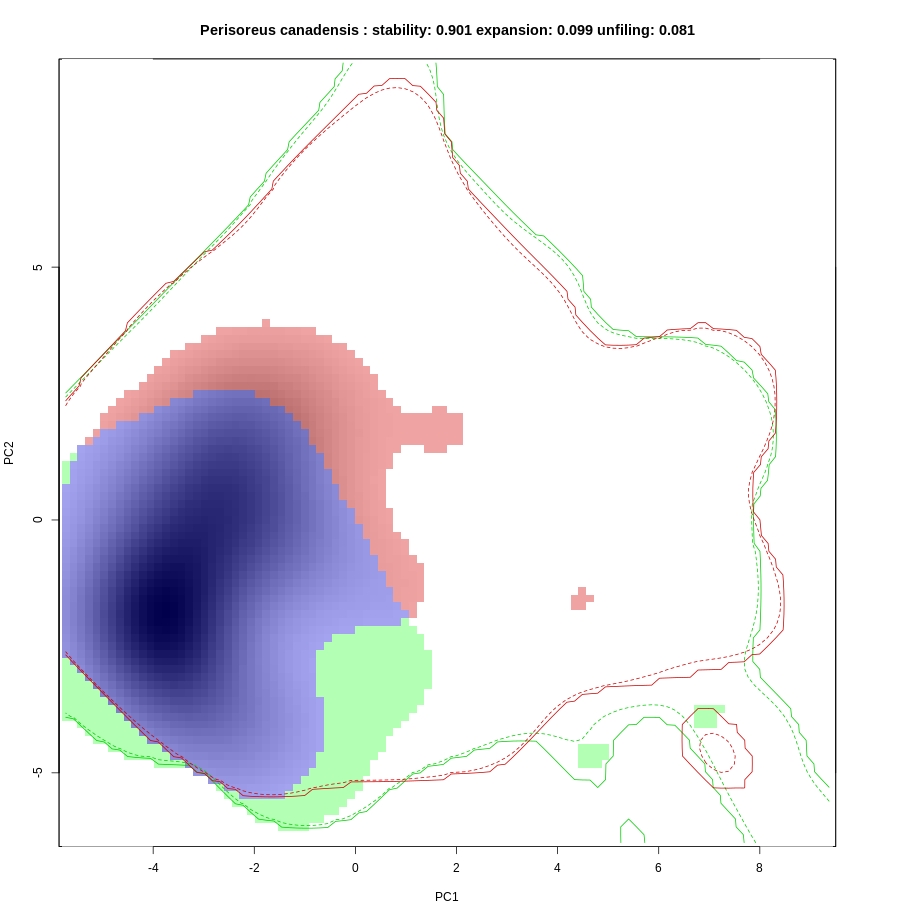 Perisoreus canadensis : stability: 0.901 expansion: 0.099 unfiling: 0.081
5
0
-5
PC2
-4 -2 0 2 4 6 8
PC1